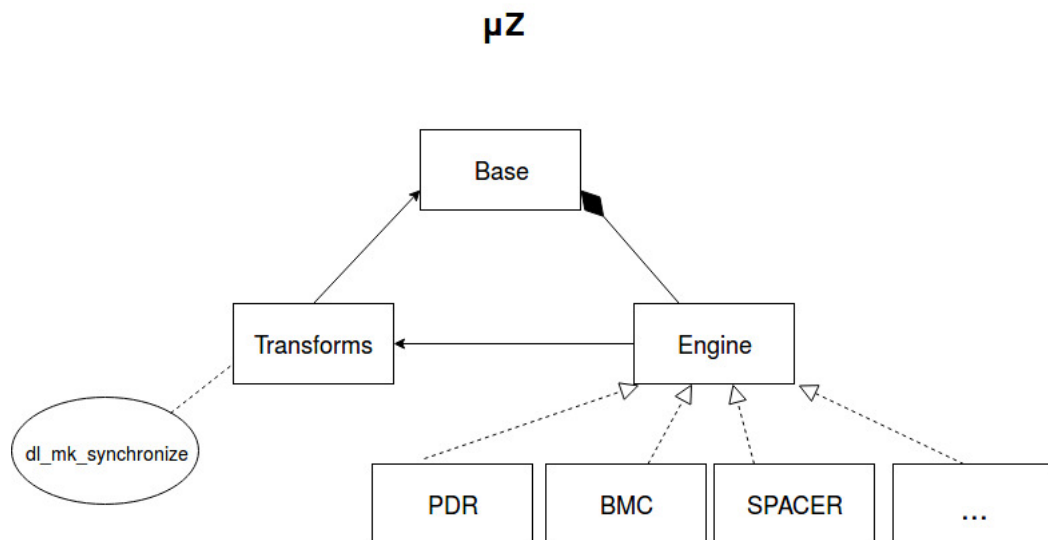 µZ
Base
Transforms
Engine
dl_mk_synchronize
PDR
BMC
SPACER
...